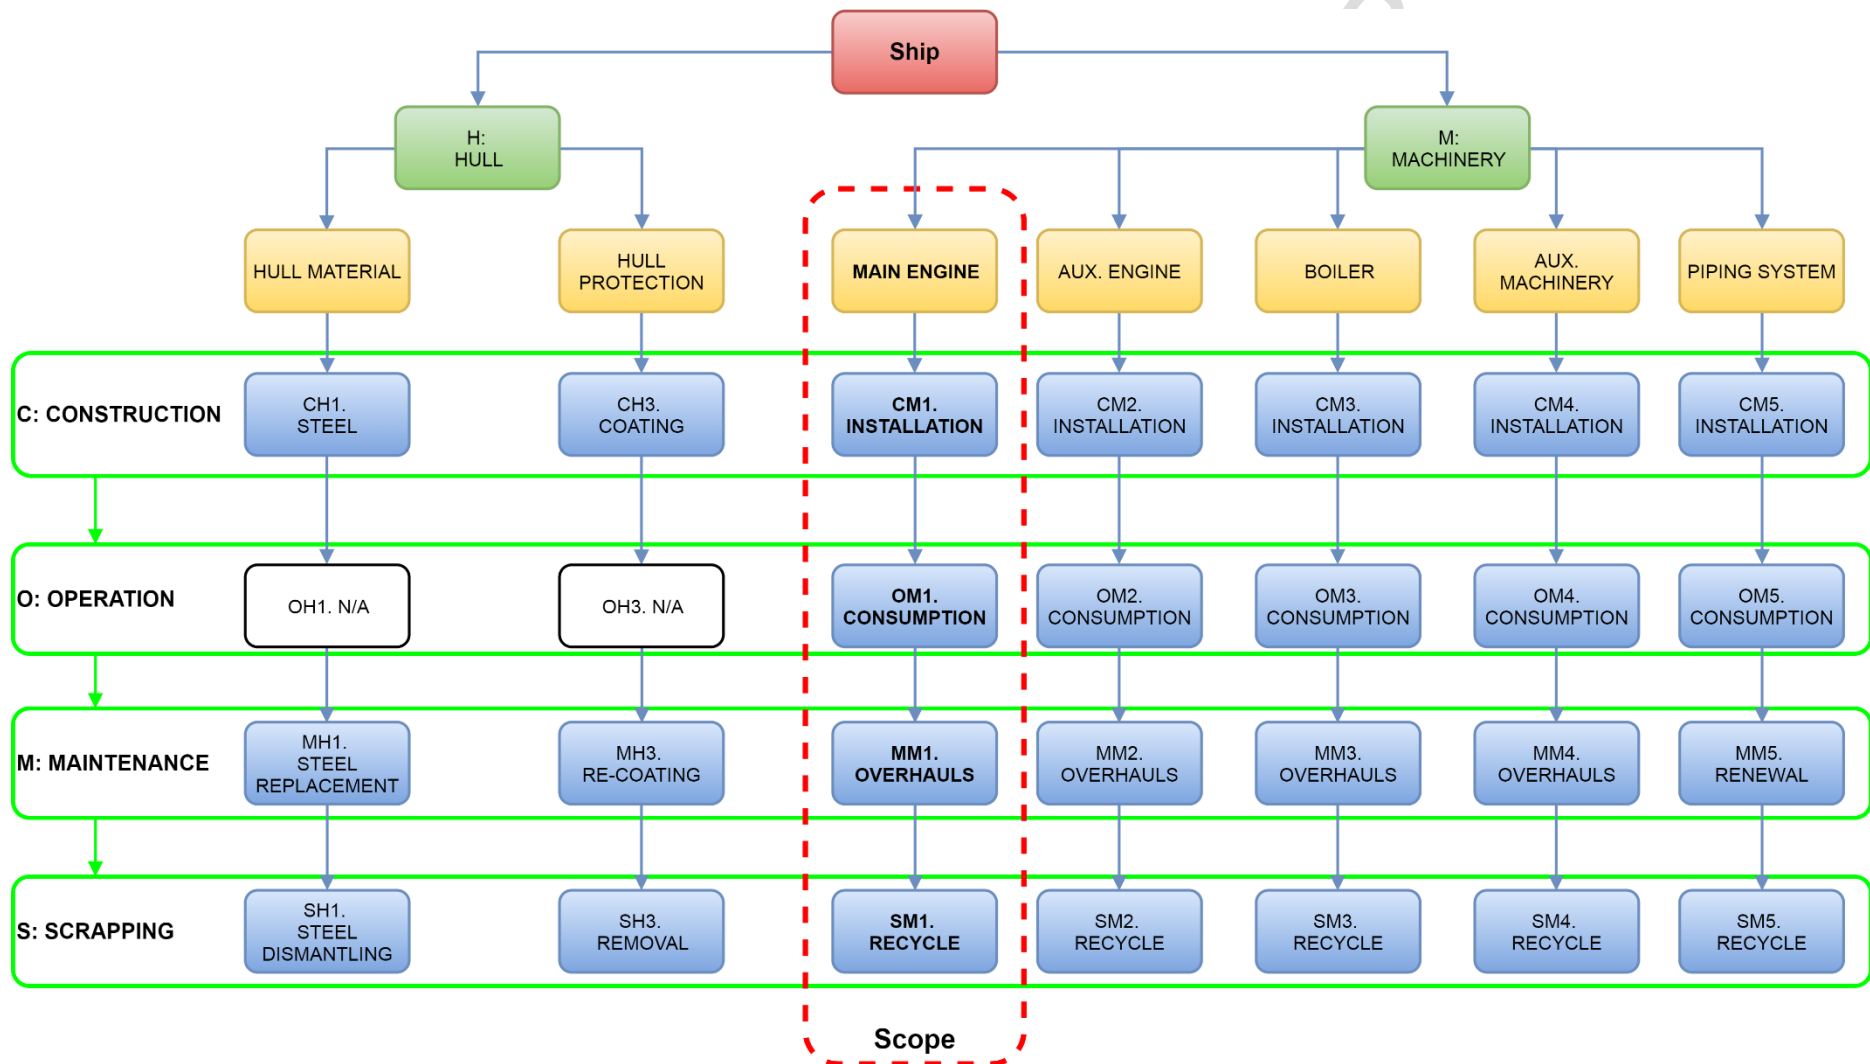 Ship
H:
HULL
M:
MACHINERY
HULL MATERIAL
HULL
PROTECTION
MAIN ENGINE
AUX. ENGINE
BOILER
AUX.
MACHINERY
PIPING SYSTEM
C: CONSTRUCTION
CH1.
STEEL
CH3.
COATING
CM1.
INSTALLATION
CM2.
INSTALLATION
CM3.
INSTALLATION
CM4.
INSTALLATION
CM5.
INSTALLATION
O: OPERATION
OH1. N/A
OH3. N/A
OM1.
CONSUMPTION
OM2.
CONSUMPTION
OM3.
CONSUMPTION
OM4.
CONSUMPTION
OM5.
CONSUMPTION
M: MAINTENANCE
MH1.
STEEL
REPLACEMENT
MH3.
RE-COATING
MM1.
OVERHAULS
MM2.
OVERHAULS
MM3.
OVERHAULS
MM4.
OVERHAULS
MM5.
RENEWAL
S: SCRAPPING
SH1.
STEEL
DISMANTLING
SH3.
REMOVAL
SM1.
RECYCLE
SM2.
RECYCLE
SM3.
RECYCLE
SM4.
RECYCLE
SM5.
RECYCLE
Scope